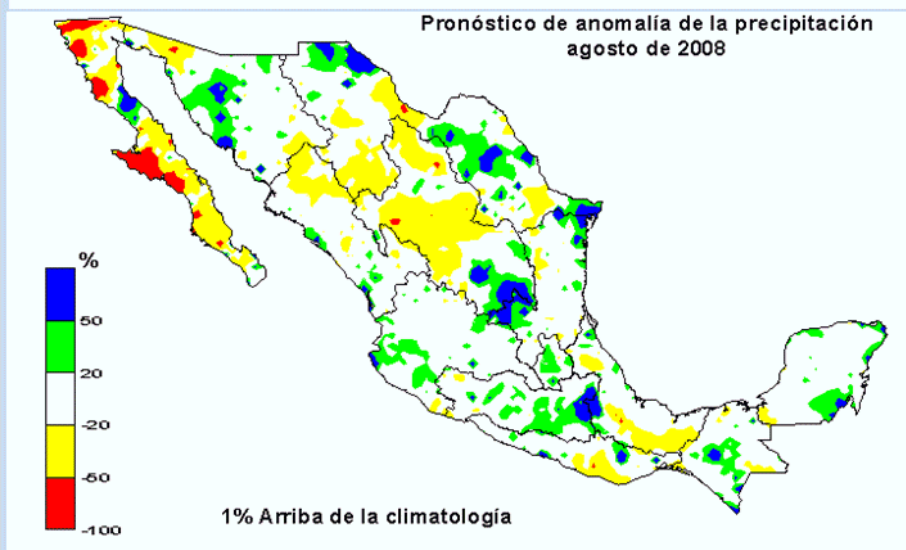 Pronóstico de anomalía de la precipitación
agosto de 2008
%
50
20
-20
-50
-100
1% Arriba de la climatología